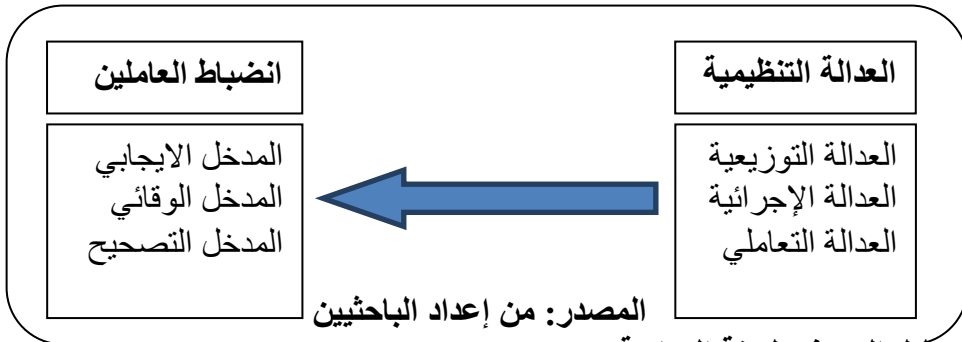 العدالة التنظيمية
العدالة التوزيعية
العدالة الإجرائية
العدالة التعاملي
انضباط العاملين
المدخل الايجابي
المدخل الوقائي
المدخل التصحيح
المصدر: من إعداد الباحثيين